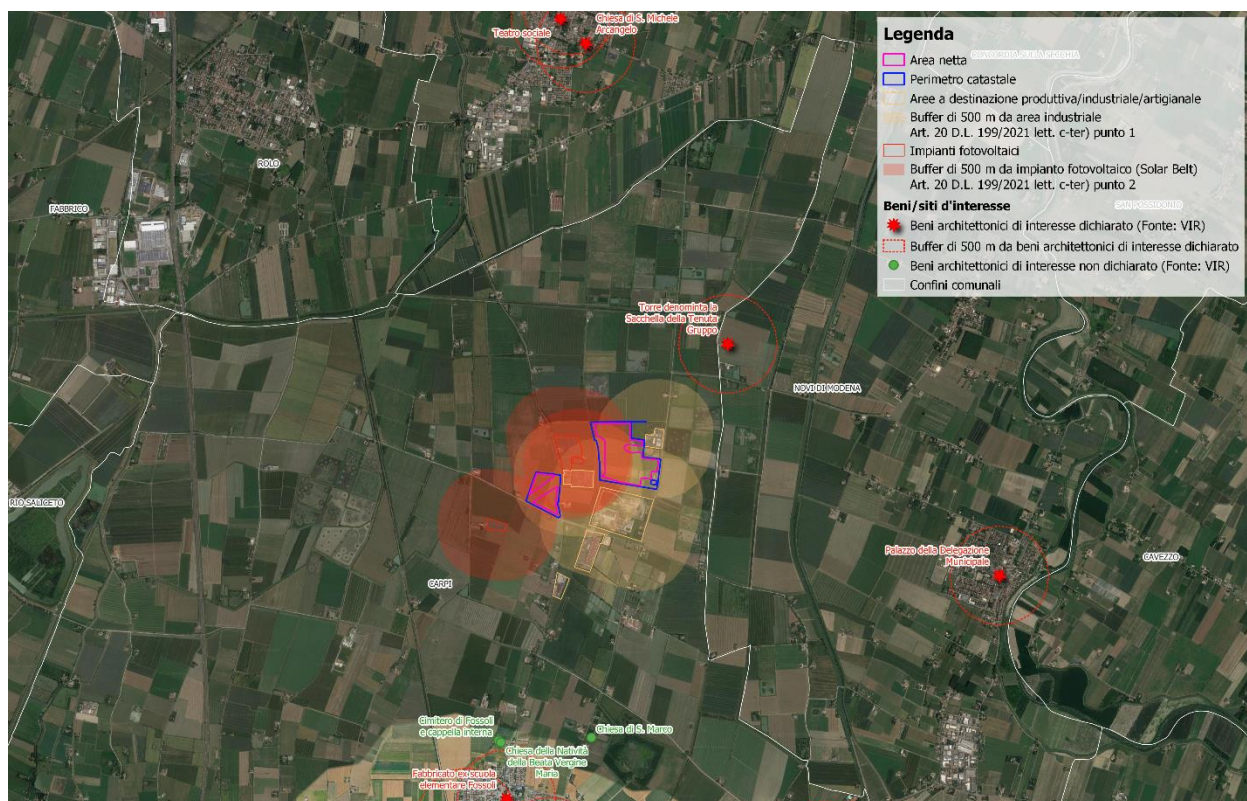 Teatro sociale
Chiesa di S. Michele
Arcangelo
Legenda
CONCORDIA SULLA SECCHIA
Area netta
Perimetro catastale
Aree a destinazione produttiva/industriale/artigianale
Buffer di 500 m da area industriale
Art. 20 D.L. 199/2021 lett. c-ter) punto 1
Impianti fotovoltaici
Buffer di 500 m da impianto fotovoltaico (Solar Belt)
Art. 20 D.L. 199/2021 lett. c-ter) punto 2
SAN POSSIDONIO
Beni/siti d'interesse
Beni architettonici di interesse dichiarato (Fonte: VIR)
Buffer di 500 m da beni architettonici di interesse dichiarato
Beni architettonici di interesse non dichiarato (Fonte: VIR)
Confini comunali
ROLO
FABBRICO
Torre denominta la
Sacchella della Tenuta
Gruppo
NOVI DI MODENA
RIO SALICETO
CARPI
Palazzo della Delegazione
Municipale
CAVEZZO
Cimitero di Fossoli
e cappella interna
Chiesa di S. Marco
Chiesa della Natività
della Beata Vergine
Maria
Fabbricato ex scuola
elementare Fossoli